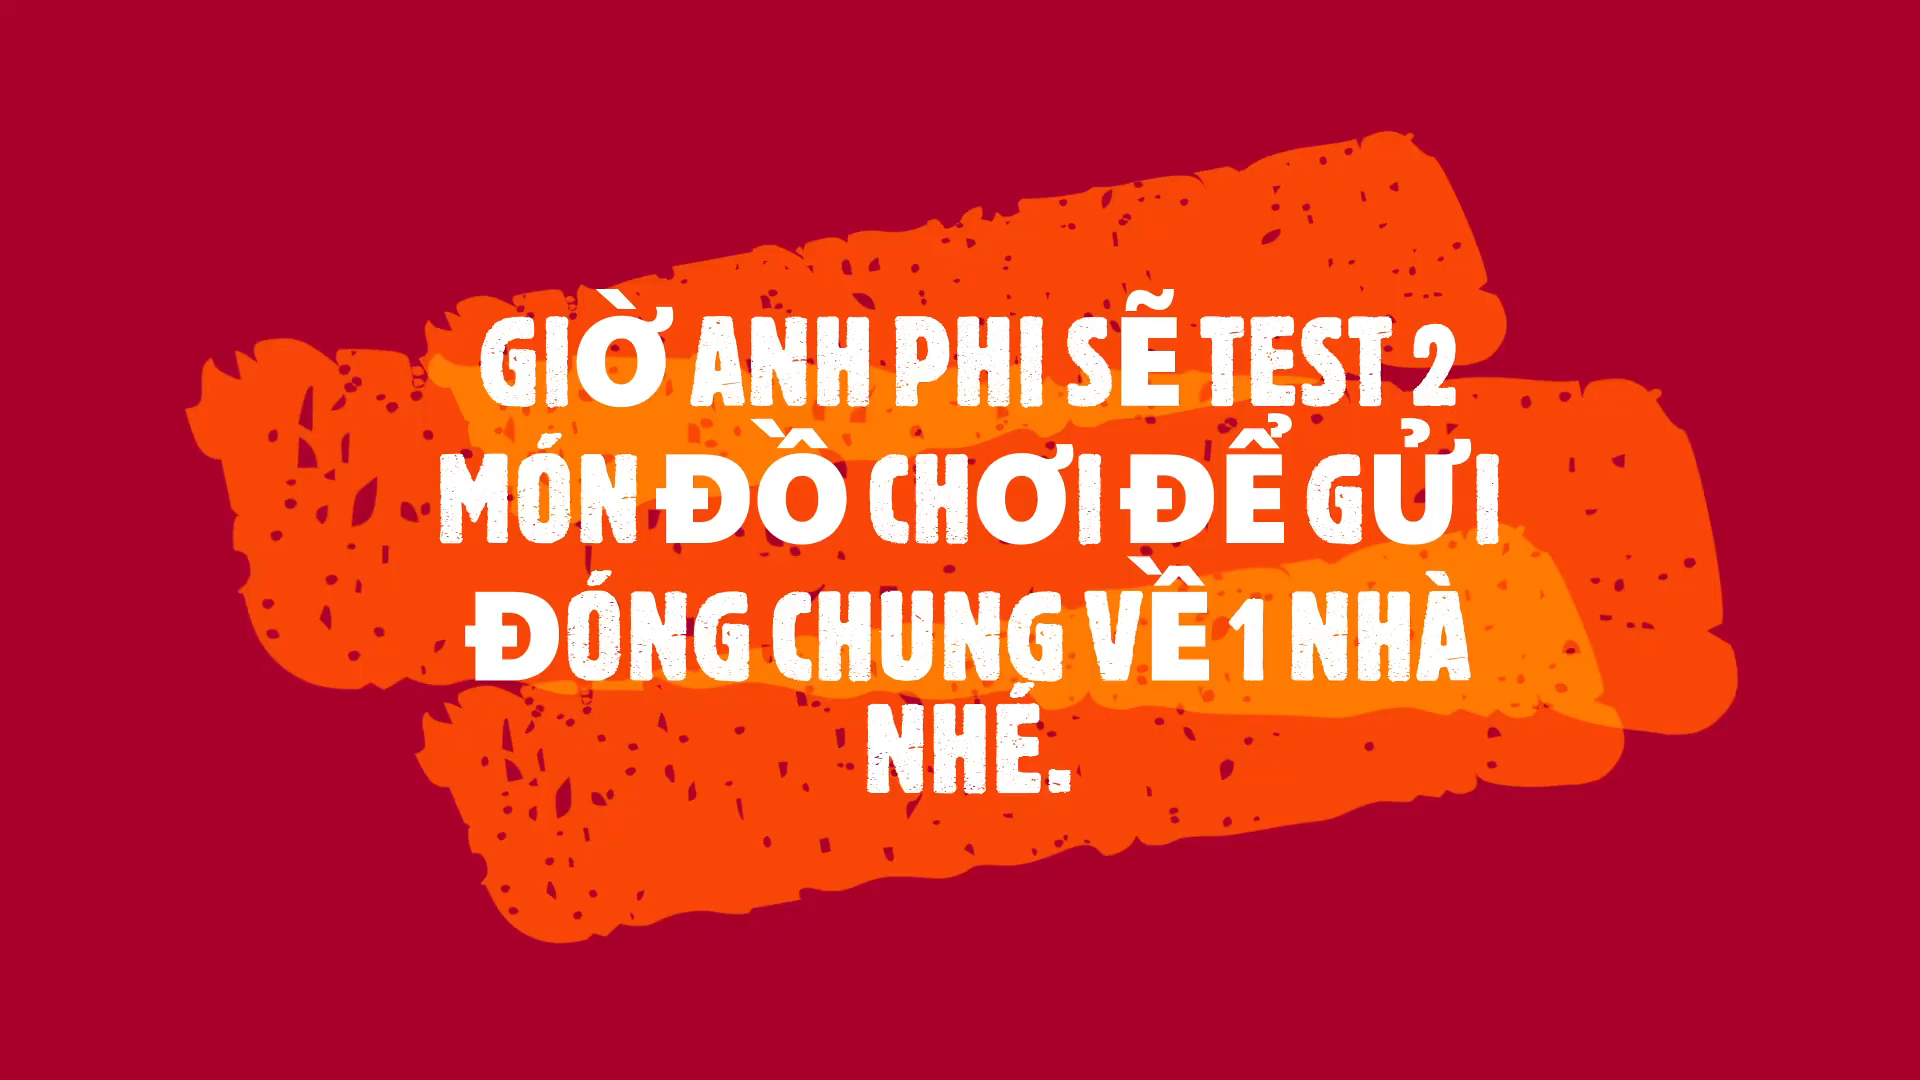 GIỜ ANH PHI SẼ TEST 2
MÓN ĐỒ CHƠI ĐỂ GỬI
ĐÓNG CHUNG VỀ 1 NHÀ
NHÉ.